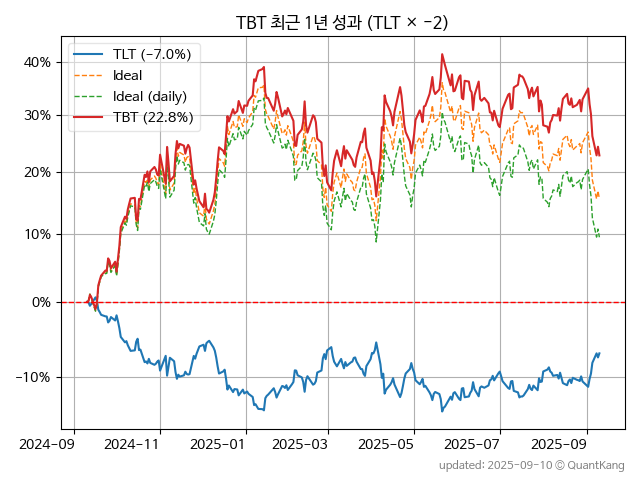 TBT 최근 1년 성과 (TLT × -2)
TLT (-7.0%)
Ideal
Ideal (daily)
TBT (22.8%)
40%
30%
20%
10%
0%
-10%
2024-09
2024-11
2025-01
2025-03
2025-05
2025-07
2025-09
updated: 2025-09-10 © QuantKang